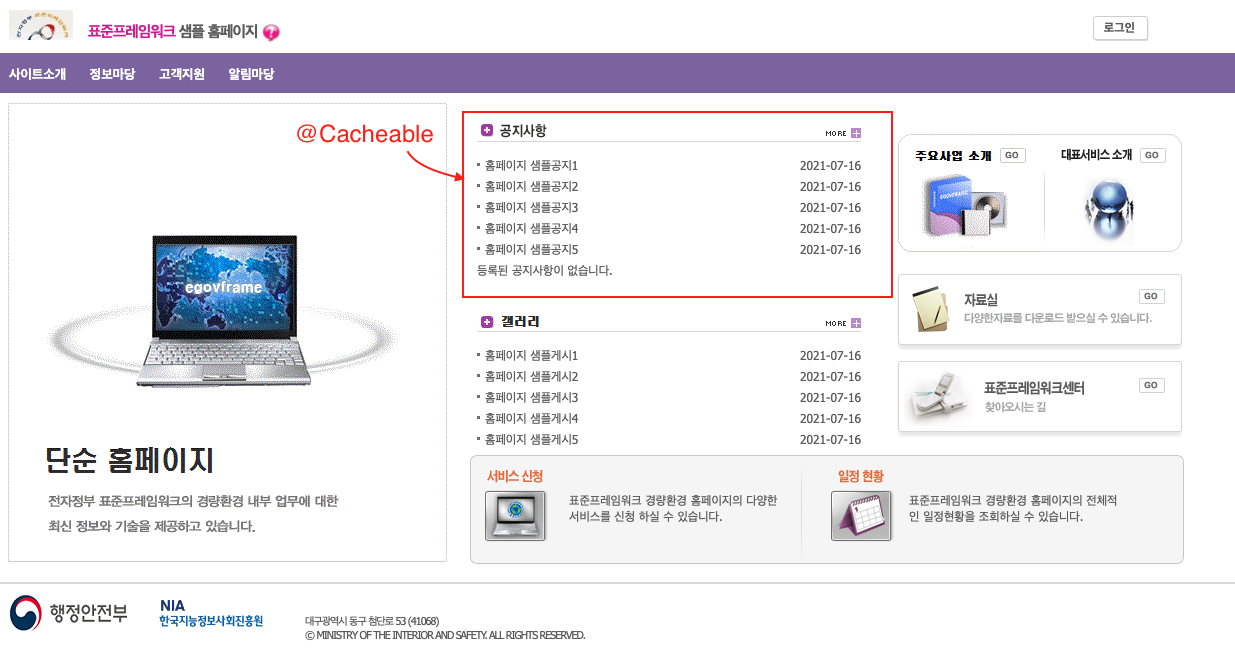 전자정부 표준프레임워크
표준프레임워크 샘플 홈페이지 ?
로그인
사이트소개 정보마당 고객지원 알림마당
@Cacheable
공지사항 MORE
홈페이지 샘플공지1 2021-07-16
홈페이지 샘플공지2 2021-07-16
홈페이지 샘플공지3 2021-07-16
홈페이지 샘플공지4 2021-07-16
홈페이지 샘플공지5 2021-07-16
등록된 공지사항이 없습니다.
갤러리 MORE
홈페이지 샘플게시1 2021-07-16
홈페이지 샘플게시2 2021-07-16
홈페이지 샘플게시3 2021-07-16
홈페이지 샘플게시4 2021-07-16
홈페이지 샘플게시5 2021-07-16
주요사업 소개 GO
대표서비스 소개 GO
EGOVFRAME
자료실 GO
다양한자료를 다운로드 받으실 수 있습니다.
표준프레임워크센터 GO
찾아오시는 길
egovframe
단순 홈페이지
전자정부 표준프레임워크의 경량환경 내부 업무에 대한
최신 정보와 기술을 제공하고 있습니다.
서비스 신청
표준프레임워크 경량환경 홈페이지의 다양한
서비스를 신청 하실 수 있습니다.
일정 현황
표준프레임워크 경량환경 홈페이지의 전체적
인 일정현황을 조회하실 수 있습니다.
행정안전부
NIA
한국지능정보사회진흥원
대구광역시 동구 첨단로 53 (41068)
© MINISTRY OF THE INTERIOR AND SAFETY. ALL RIGHTS RESERVED.